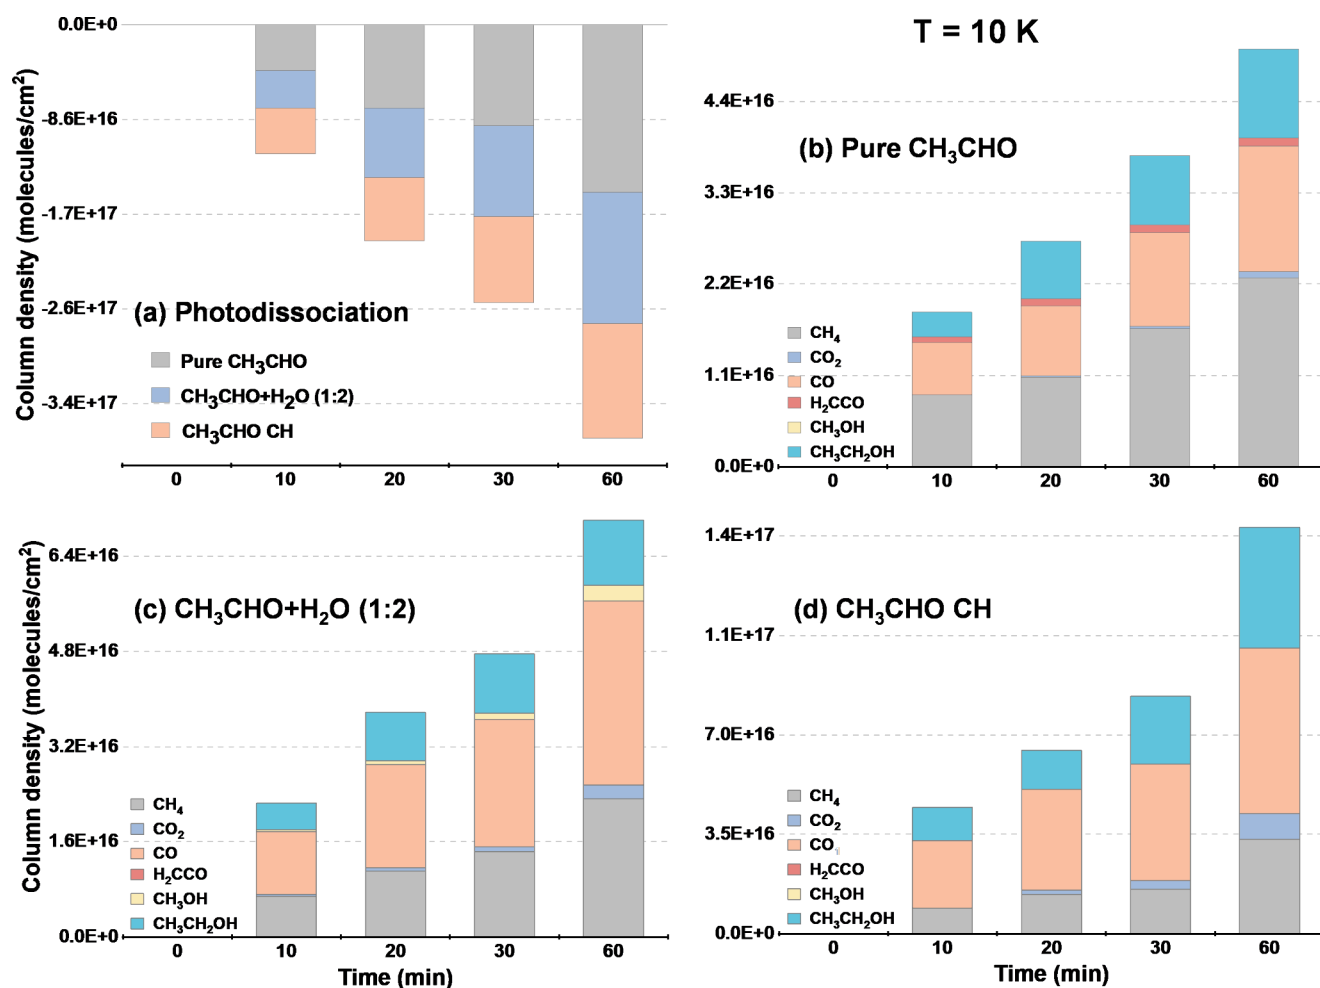 T = 10 K
Column density (molecules/cm²)
0.0E+0
-8.6E+16
-1.7E+17
-2.6E+17
-3.4E+17
(a) Photodissociation
Pure CH₃CHO
CH₃CHO+H₂O (1:2)
CH₃CHO CH
0 10 20 30 60
(b) Pure CH₃CHO
4.4E+16
3.3E+16
2.2E+16
1.1E+16
0.0E+0
CH₄
CO₂
CO
H₂CCO
CH₃OH
CH₃CH₂OH
0 10 20 30 60
Column density (molecules/cm²)
6.4E+16
4.8E+16
3.2E+16
1.6E+16
0.0E+0
(c) CH₃CHO+H₂O (1:2)
CH₄
CO₂
CO
H₂CCO
CH₃OH
CH₃CH₂OH
0 10 20 30 60
Time (min)
(d) CH₃CHO CH
1.4E+17
1.1E+17
7.0E+16
3.5E+16
0.0E+0
CH₄
CO₂
CO
H₂CCO
CH₃OH
CH₃CH₂OH
0 10 20 30 60
Time (min)